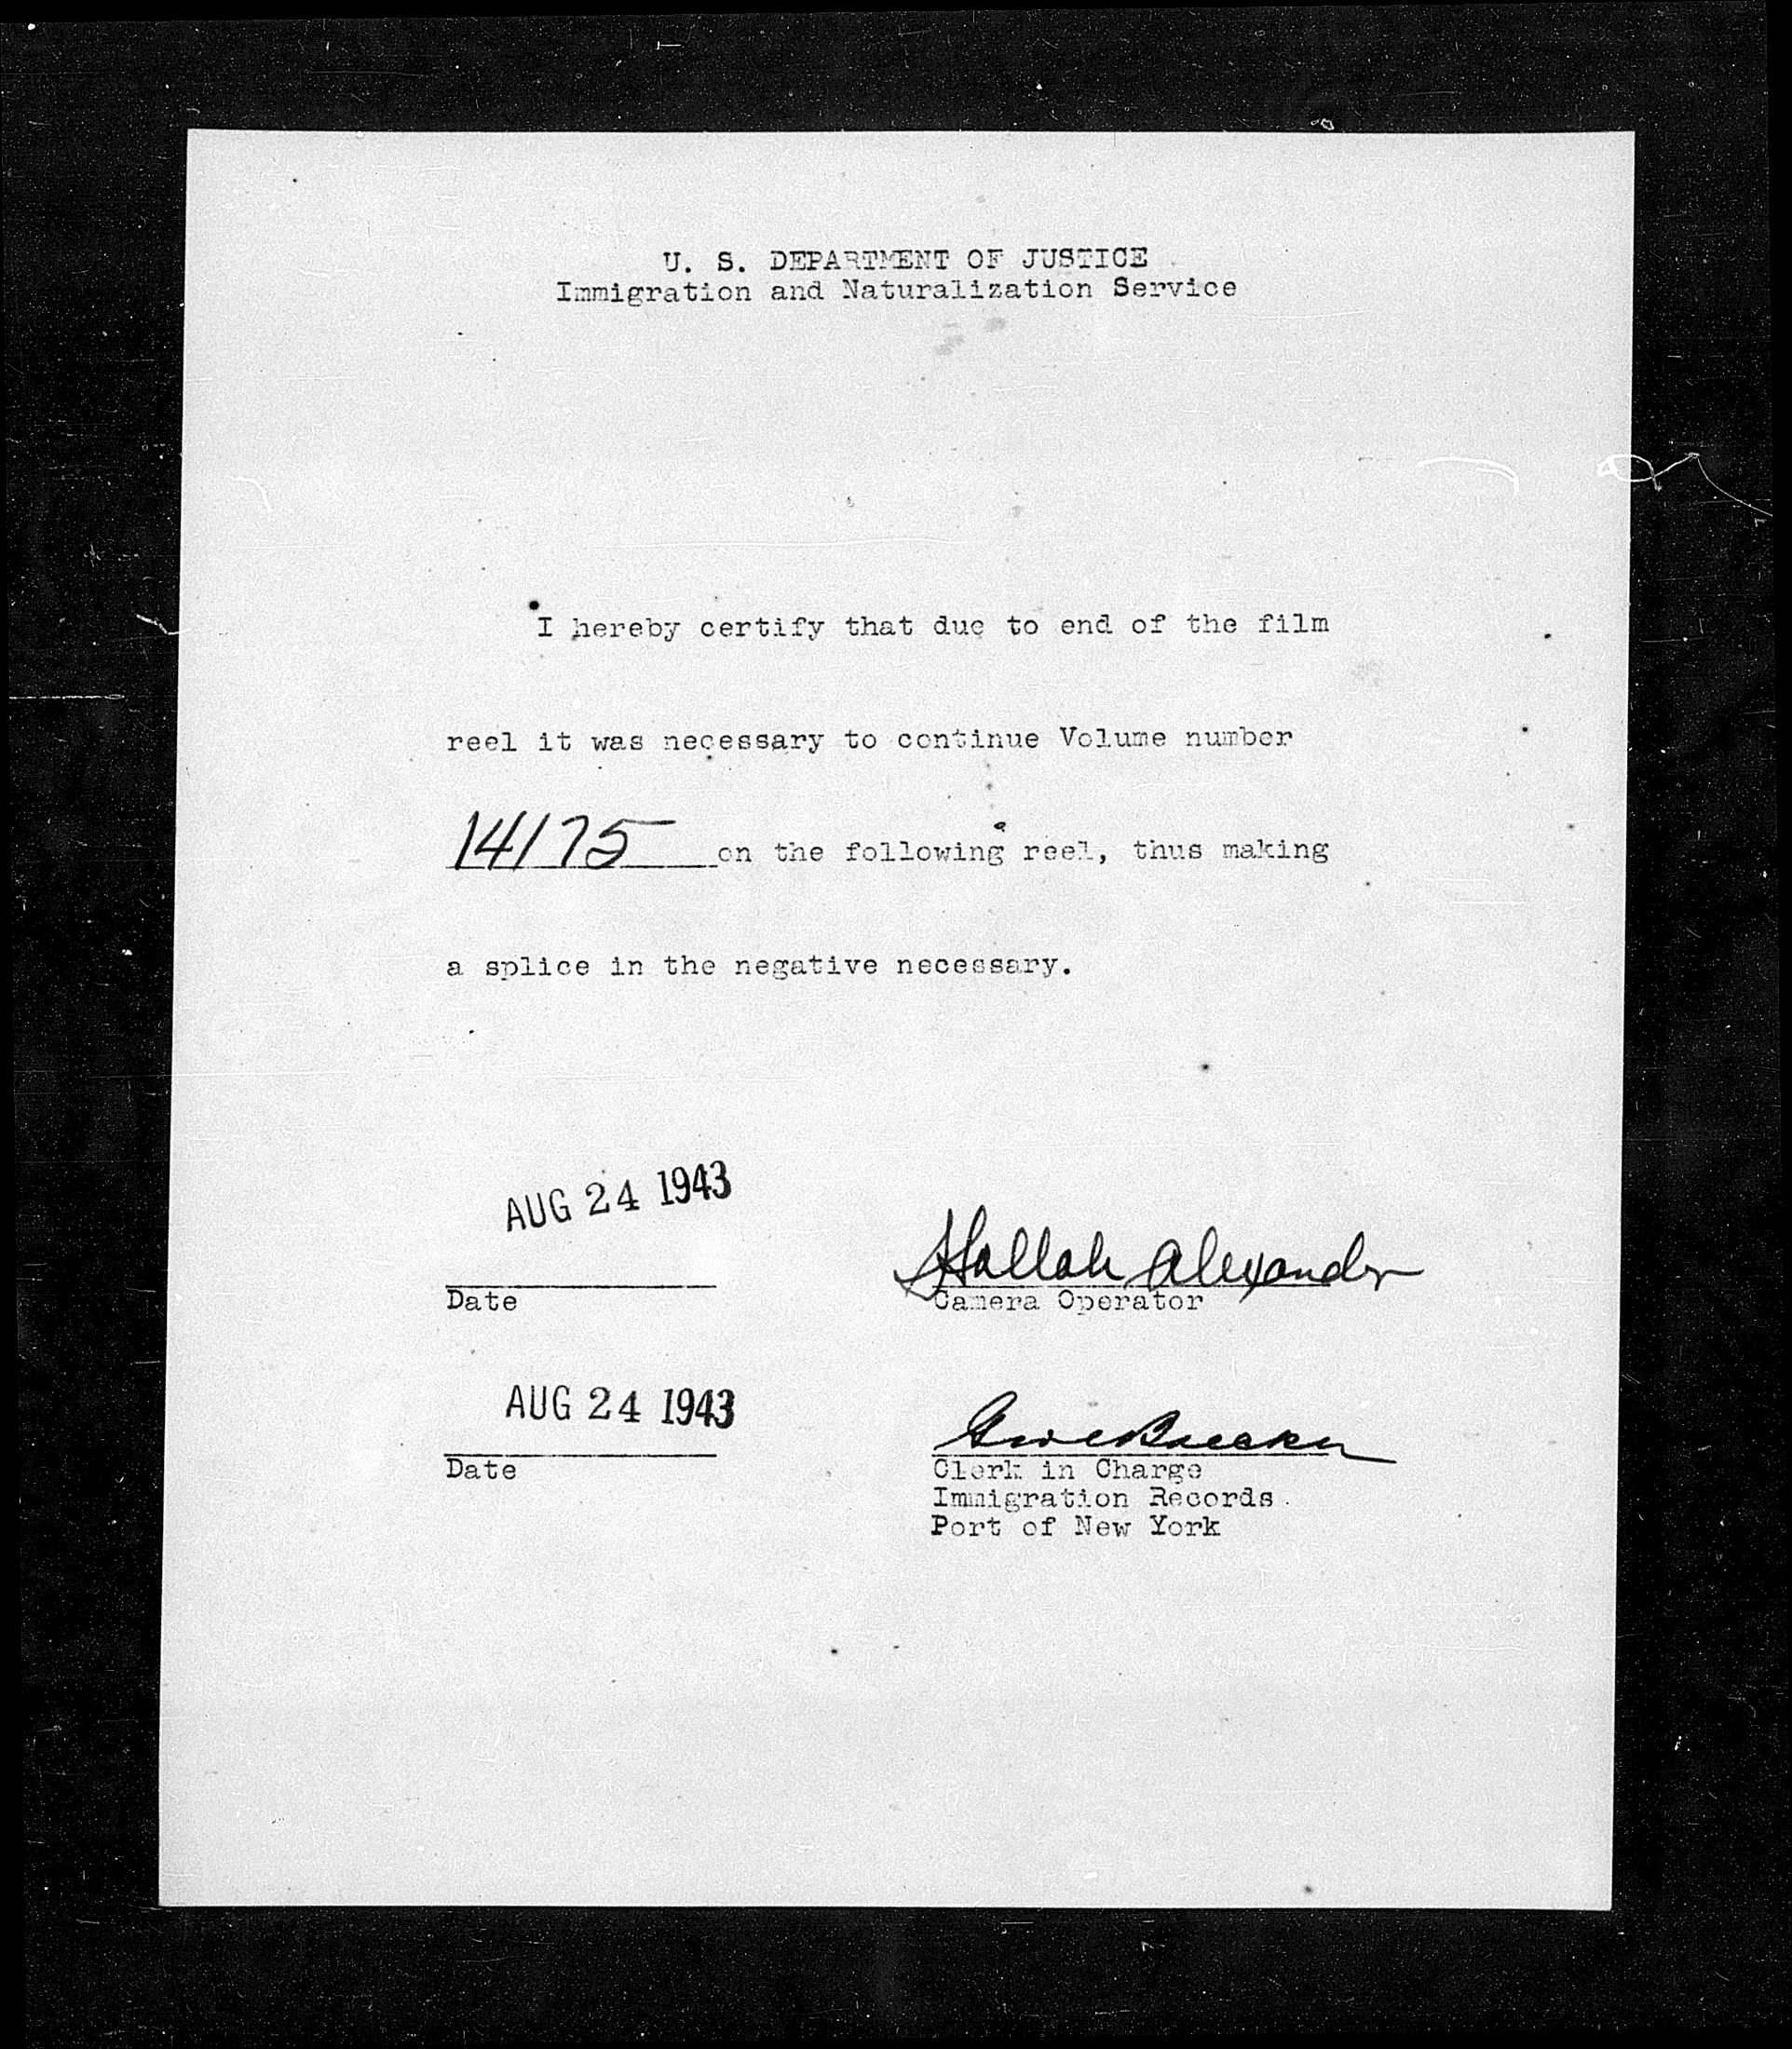 U. S. DEPARTMENT OF JUSTICE
Immigration and Naturalization Service
I hereby certify that due to end of the film
reel it was necessary to continue Volume number
14175 on the following reel, thus making
a splice in the negative necessary.
AUG 24 1943
Alexander
Date
Camera Operator
AUG 24 1943
Date
Clerk in Charge
Immigration Records
Port of New York